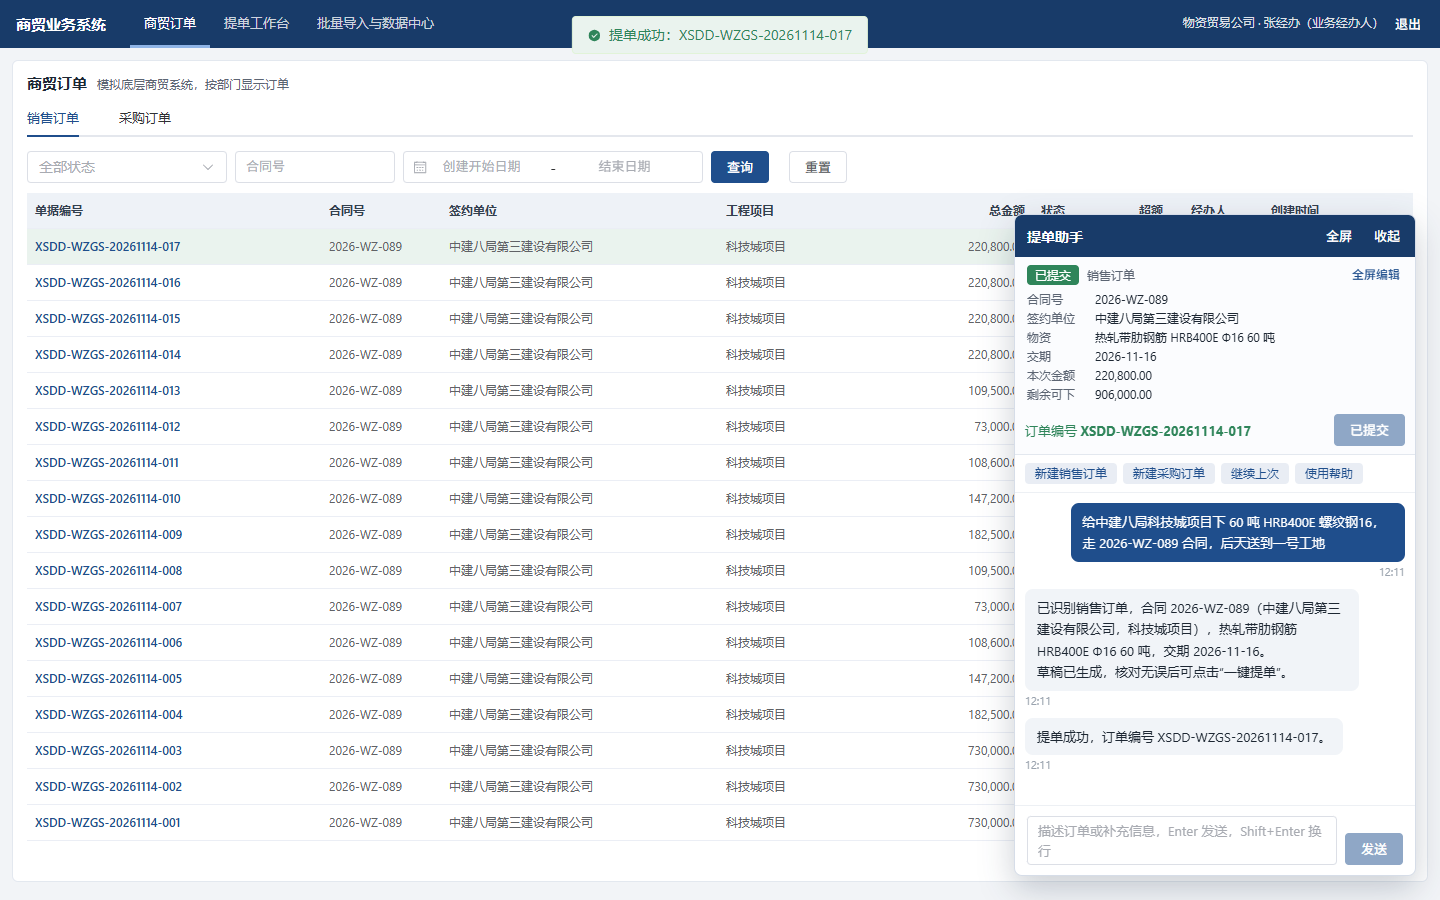 商贸业务系统
商贸订单
提单工作台
批量导入与数据中心
提单成功：XSDD-WZGS-20261114-017
物资贸易公司 · 张经办（业务经办人）
退出
商贸订单 模拟底层商贸系统，按部门显示订单
销售订单 采购订单
全部状态 合同号 创建开始日期 - 结束日期 查询 重置
单据编号 合同号 签约单位 工程项目 总金额 状态 超额 经办人 创建时间
XSDD-WZGS-20261114-017 2026-WZ-089 中建八局第三建设有限公司 科技城项目 220,800.
XSDD-WZGS-20261114-016 2026-WZ-089 中建八局第三建设有限公司 科技城项目 220,800.
XSDD-WZGS-20261114-015 2026-WZ-089 中建八局第三建设有限公司 科技城项目 220,800.
XSDD-WZGS-20261114-014 2026-WZ-089 中建八局第三建设有限公司 科技城项目 220,800.
XSDD-WZGS-20261114-013 2026-WZ-089 中建八局第三建设有限公司 科技城项目 109,500.
XSDD-WZGS-20261114-012 2026-WZ-089 中建八局第三建设有限公司 科技城项目 73,000.
XSDD-WZGS-20261114-011 2026-WZ-089 中建八局第三建设有限公司 科技城项目 108,600.
XSDD-WZGS-20261114-010 2026-WZ-089 中建八局第三建设有限公司 科技城项目 147,200.
XSDD-WZGS-20261114-009 2026-WZ-089 中建八局第三建设有限公司 科技城项目 182,500.
XSDD-WZGS-20261114-008 2026-WZ-089 中建八局第三建设有限公司 科技城项目 109,500.
XSDD-WZGS-20261114-007 2026-WZ-089 中建八局第三建设有限公司 科技城项目 73,000.
XSDD-WZGS-20261114-006 2026-WZ-089 中建八局第三建设有限公司 科技城项目 108,600.
XSDD-WZGS-20261114-005 2026-WZ-089 中建八局第三建设有限公司 科技城项目 147,200.
XSDD-WZGS-20261114-004 2026-WZ-089 中建八局第三建设有限公司 科技城项目 182,500.
XSDD-WZGS-20261114-003 2026-WZ-089 中建八局第三建设有限公司 科技城项目 730,000.
XSDD-WZGS-20261114-002 2026-WZ-089 中建八局第三建设有限公司 科技城项目 730,000.
XSDD-WZGS-20261114-001 2026-WZ-089 中建八局第三建设有限公司 科技城项目 730,000.
提单助手 全屏 收起
已提交 销售订单 全屏编辑
合同号 2026-WZ-089
签约单位 中建八局第三建设有限公司
物资 热轧带肋钢筋 HRB400E Φ16 60 吨
交期 2026-11-16
本次金额 220,800.00
剩余可下 906,000.00
订单编号 XSDD-WZGS-20261114-017 已提交
新建销售订单 新建采购订单 继续上次 使用帮助
给中建八局科技城项目下 60 吨 HRB400E 螺纹钢16，
走 2026-WZ-089 合同，后天送到一号工地
12:11
已识别销售订单，合同 2026-WZ-089（中建八局第三
建设有限公司，科技城项目），热轧带肋钢筋
HRB400E Φ16 60 吨，交期 2026-11-16。
草稿已生成，核对无误后可点击“一键提单”。
12:11
提单成功，订单编号 XSDD-WZGS-20261114-017。
12:11
描述订单或补充信息，Enter 发送，Shift+Enter 换
行
发送